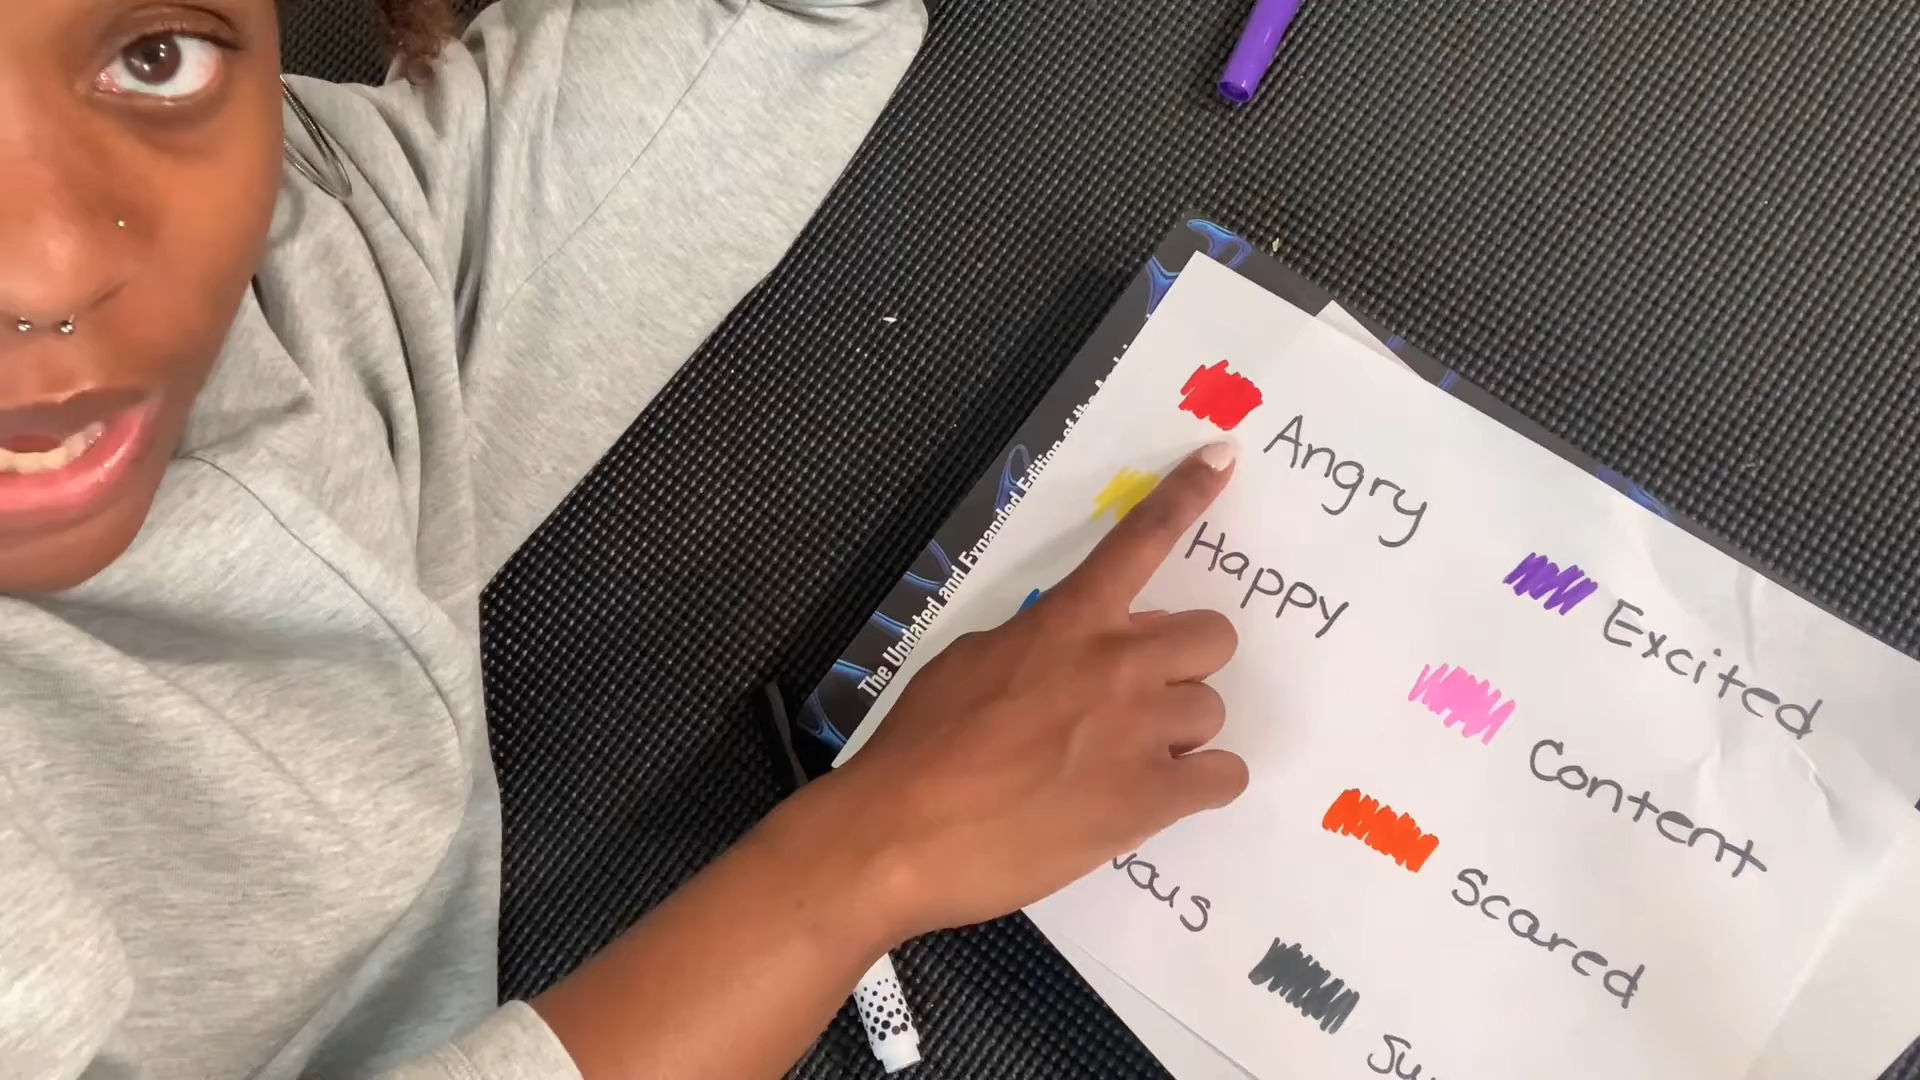 The Updated and Expanded Edition of the
Angry
Happy
Excited
Content
Scared